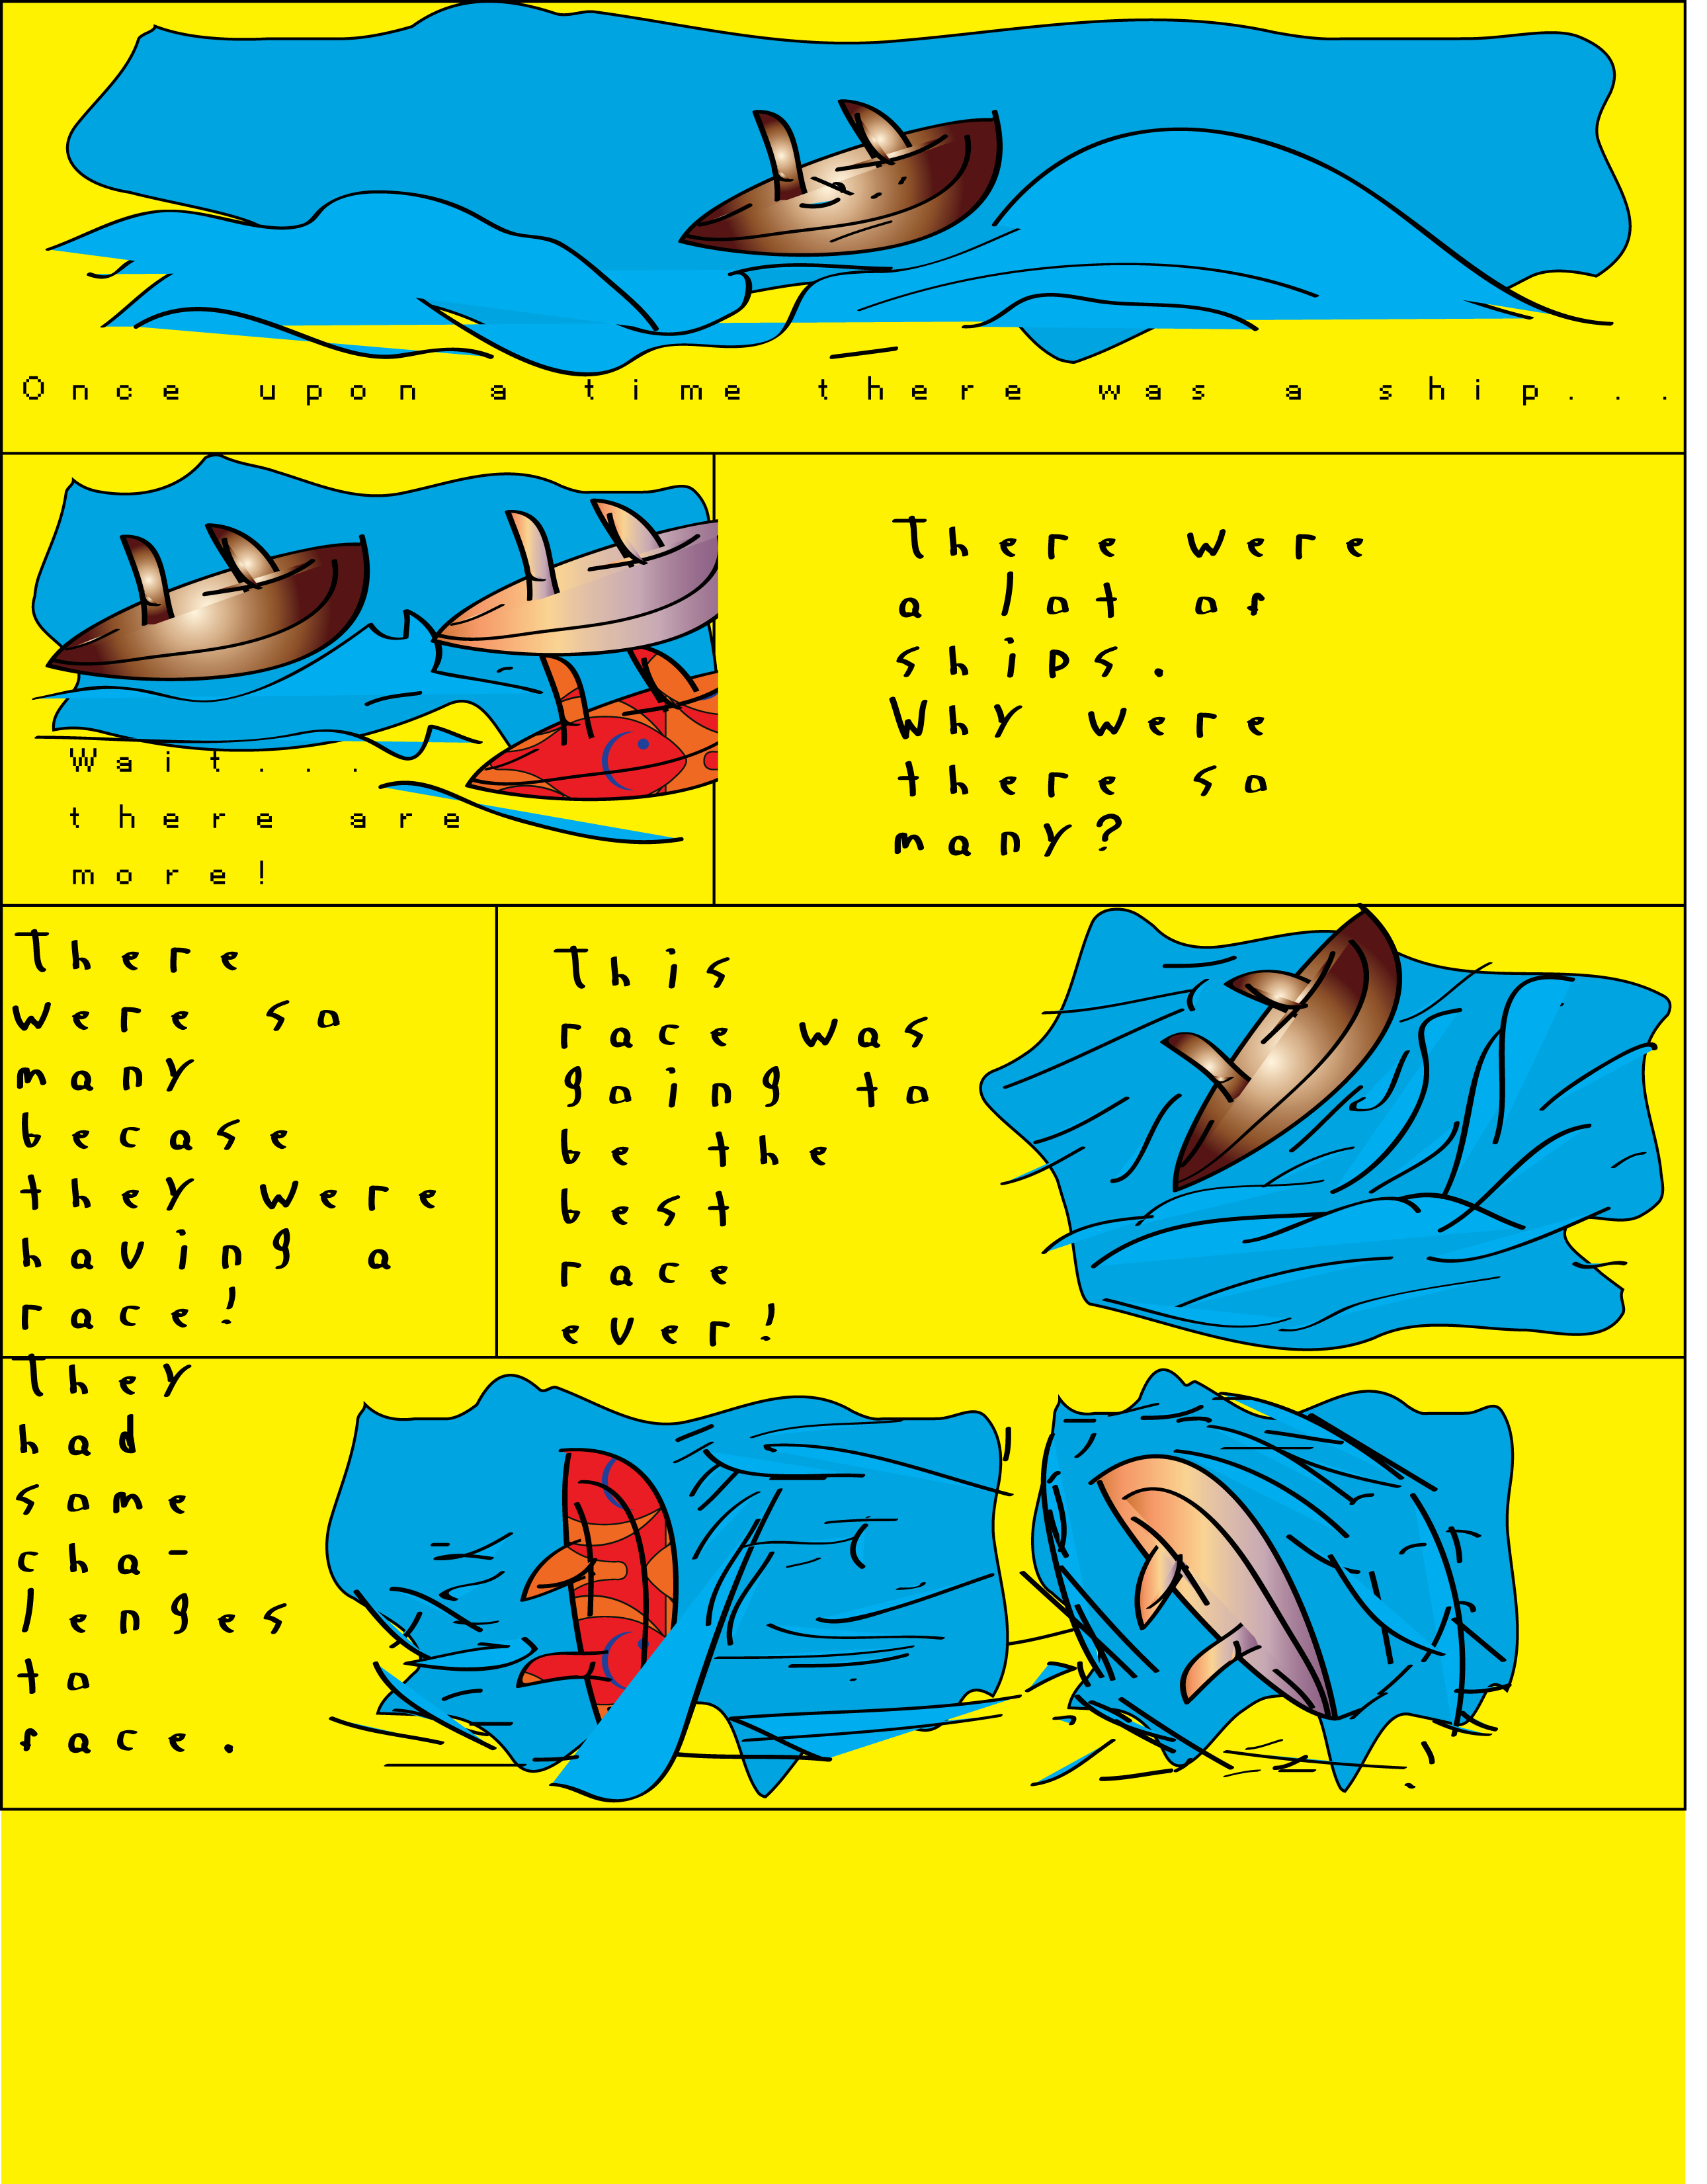 Once upon a time there was a ship...
Wait...
there are
more!
There were
a lot of
ships.
Why were
there so
many?
There
were so
many
becase
they were
having a
race!
This
race was
going to
be the
best
race
ever!
They
had
some
cha-
lenges
to
face.